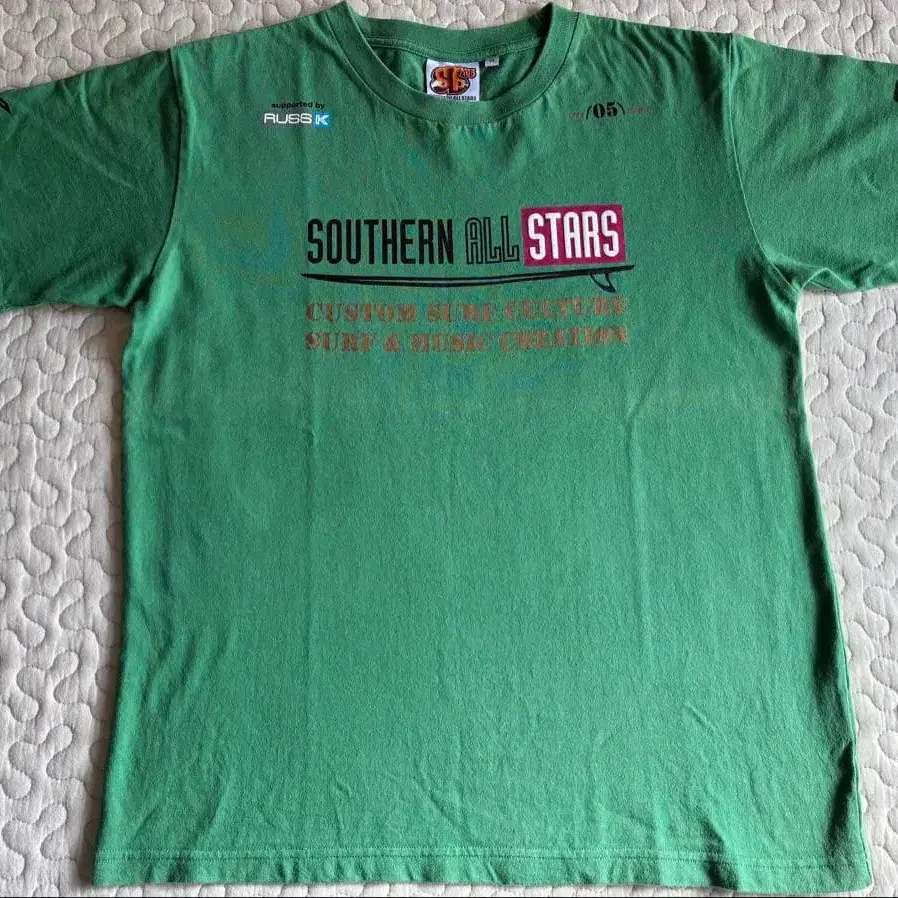 supported by
RUSS K
(05)
SOUTHERN ALL STARS
CUSTOM SURF CULTURE
SURF & MUSIC CREATION